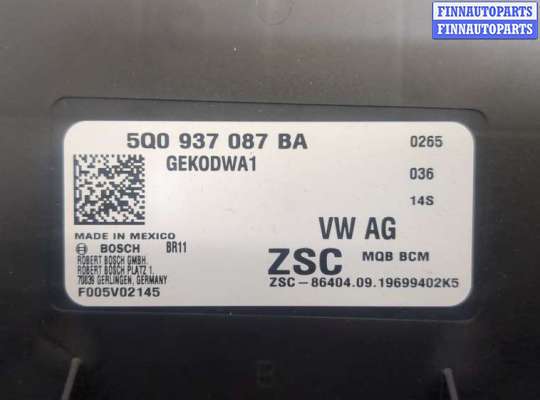 FINNAUTOPARTS
FINNAUTOPARTS
5Q0 937 087 BA
GEKODWA1
0265
036
14S
MADE IN MEXICO
BOSCH BR11
ROBERT BOSCH GMBH.
ROBERT BOSCH PLATZ 1.
70839 GERLINGEN, GERMANY
F005V02145
VW AG
ZSC MQB BCM
ZSC-86404.09.19699402K5